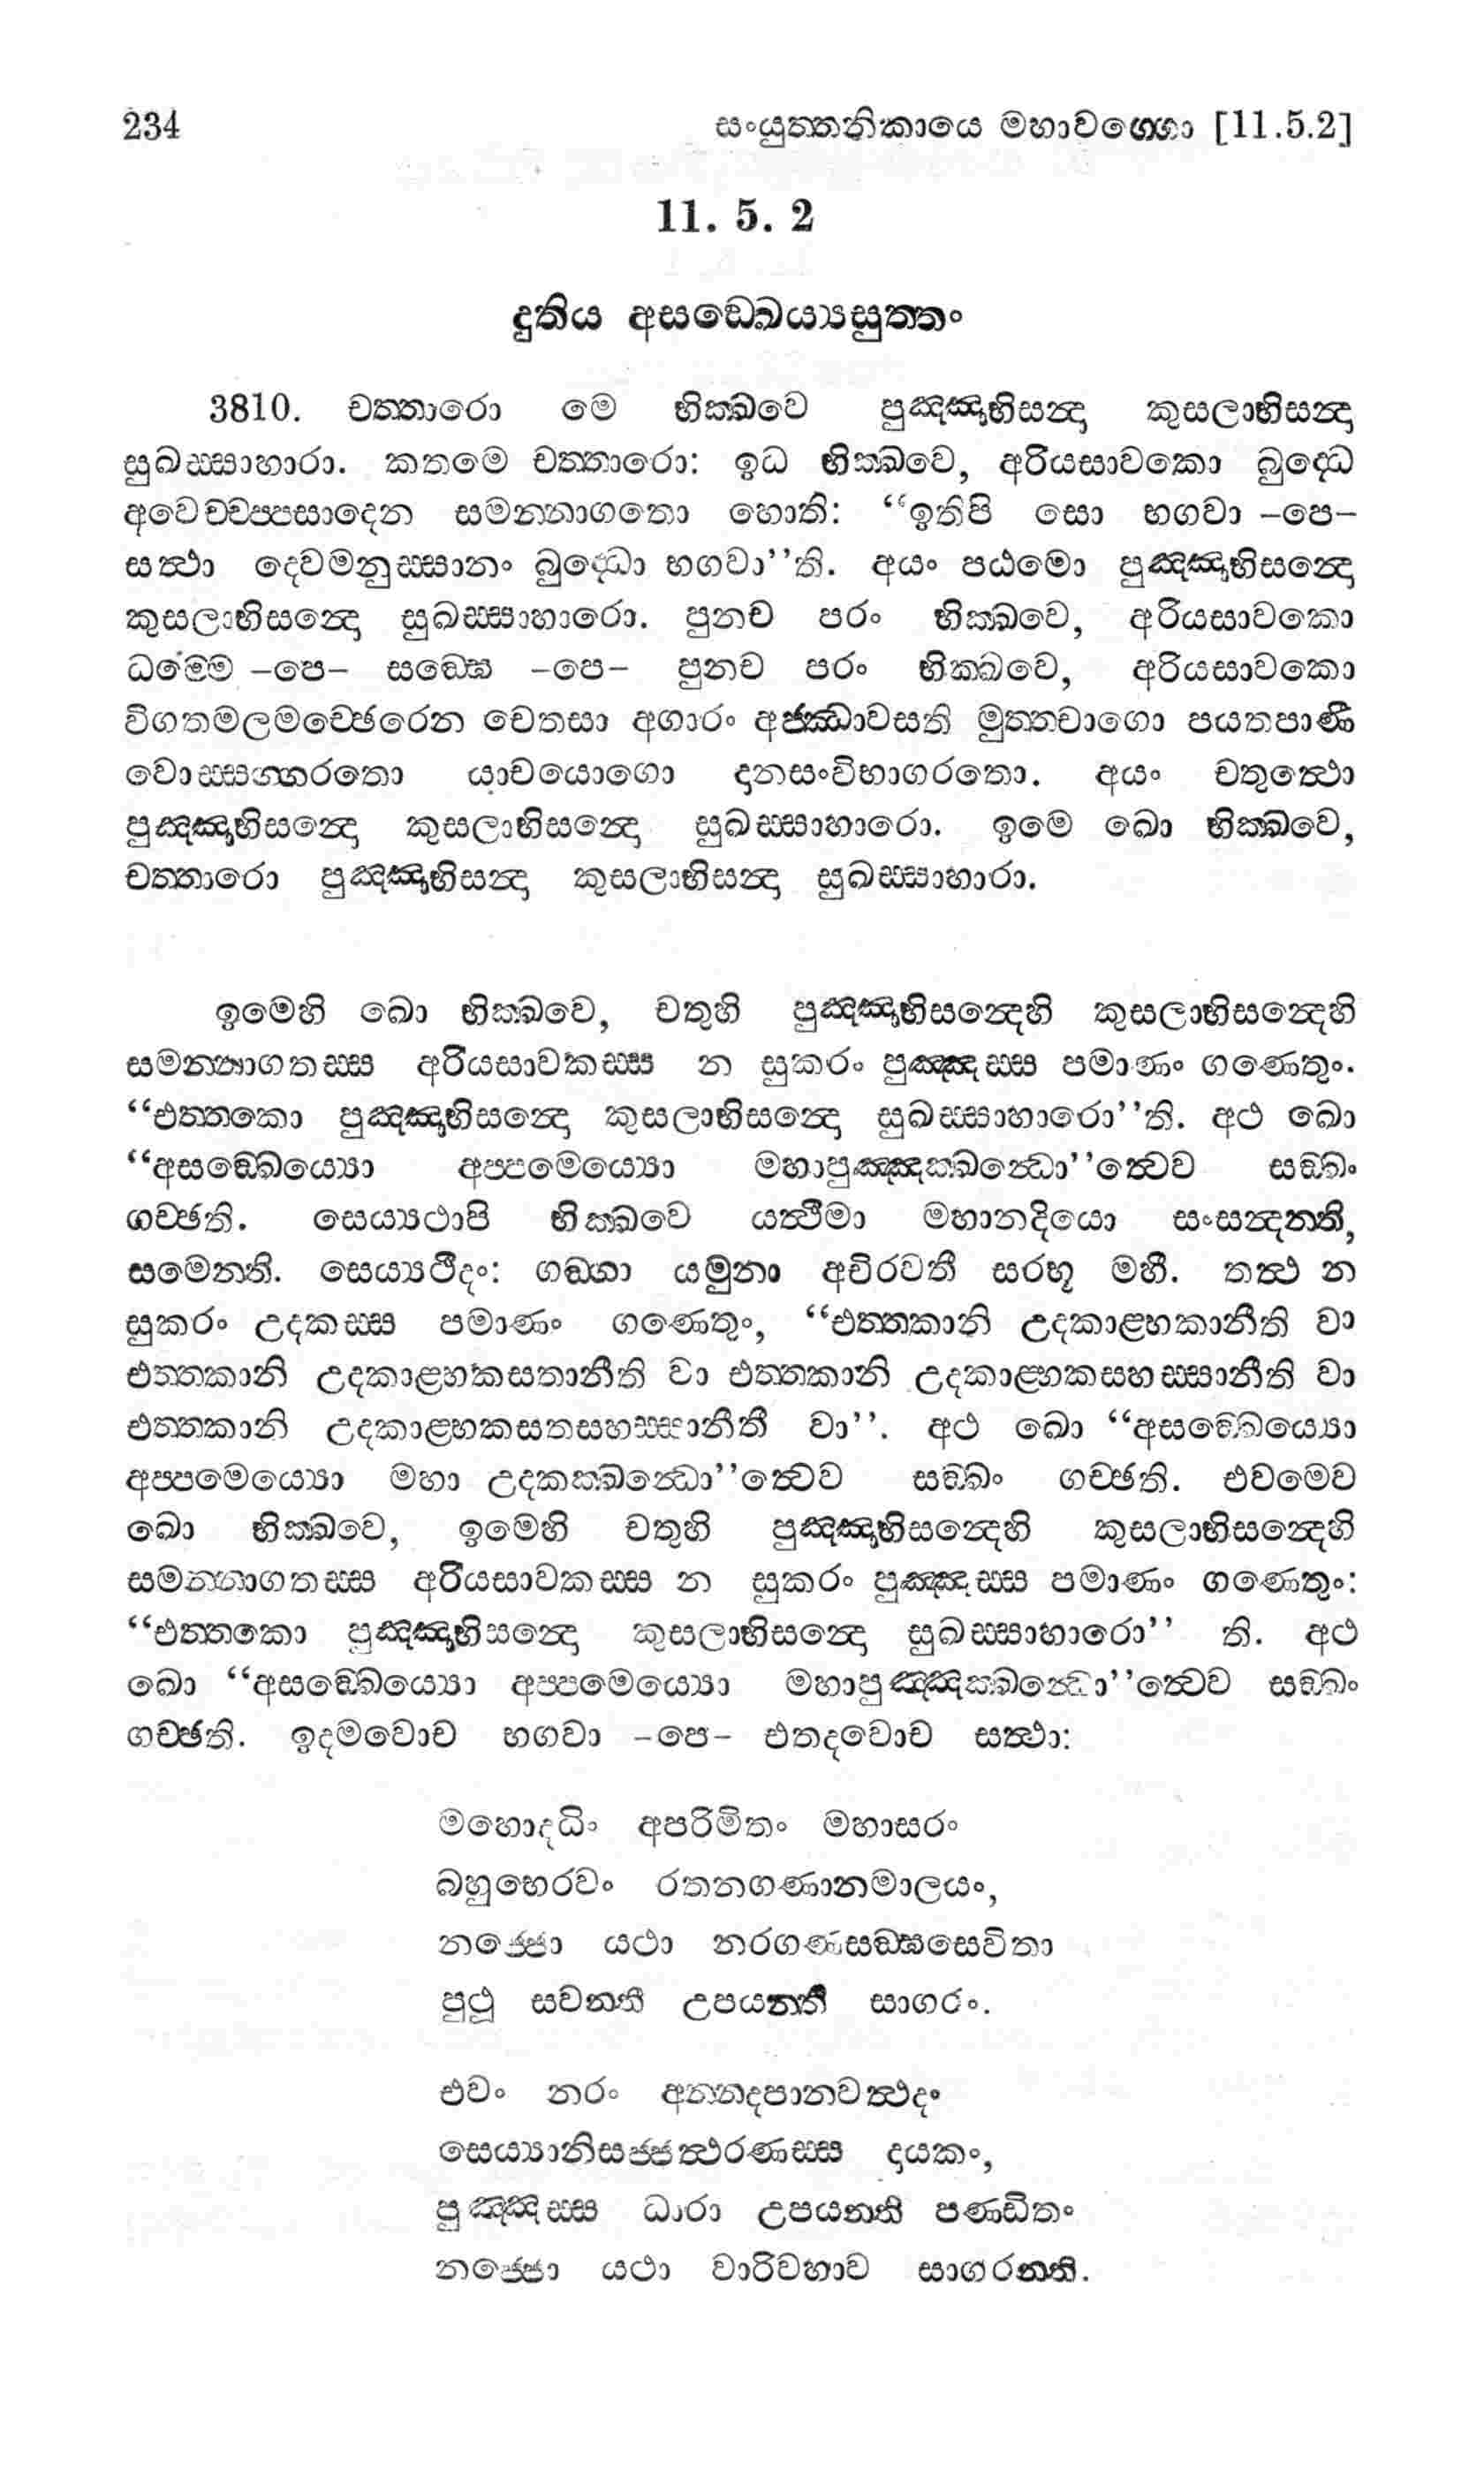 234 සංයුත්තනිකායෙ මහාවග්ගො [11.5.2]
11. 5. 2
දුතිය අසඞ්ඛෙය්‍යසුත්තං
3810. චත්තාරො මෙ භික්ඛවෙ පුඤ්ඤාභිසන්‍දා කුසලාභිසන්‍දා
සුඛස්සාහාරා. කතමෙ චත්තාරො: ඉධ භික්ඛවෙ, අරියසාවකො බුද්ධෙ
අවෙච්චප්පසාදෙන සමන්නාගතො හොති: “ඉතිපි සො භගවා –පෙ–
සත්‍ථා දෙවමනුස්සානං බුද්ධො භගවා’’ති. අයං පඨමො පුඤ්ඤාභිසන්‍දො
කුසලාභිසන්‍දො සුඛස්සාහාරො. පුනච පරං භික්ඛවෙ, අරියසාවකො
ධම්මෙ –පෙ– සඞ්ඝෙ –පෙ– පුනච පරං භික්ඛවෙ, අරියසාවකො
විගතමලමච්ඡෙරෙන චෙතසා අගාරං අජ්ඣාවසති මුත්තචාගො පයතපාණී
වොස්සග්ගරතො යාචයොගො දානසංවිභාගරතො. අයං චතුත්‍ථො
පුඤ්ඤාභිසන්‍දො කුසලාභිසන්‍දො සුඛස්සාහාරො. ඉමෙ ඛො භික්ඛවෙ,
චත්තාරො පුඤ්ඤාභිසන්‍දා කුසලාභිසන්‍දා සුඛස්සාහාරා.
ඉමෙහි ඛො භික්ඛවෙ, චතුහි පුඤ්ඤාභිසන්‍දෙහි කුසලාභිසන්‍දෙහි
සමන්නාගතස්ස අරියසාවකස්ස න සුකරං පුඤ්ඤස්ස පමාණං ගණෙතුං.
“එත්තකො පුඤ්ඤාභිසන්‍දො කුසලාභිසන්‍දො සුඛස්සාහාරො’’ති. අථ ඛො
“අසඞ්ඛෙය්‍යො අප්පමෙය්‍යො මහාපුඤ්ඤක්ඛන්‍ධො’’ත්‍වෙව සඞ්ඛං
ගච්ඡති. සෙය්‍යථාපි භික්ඛවෙ යත්‍ථිමා මහානදියො සංසන්‍දන්ති,
සමෙන්ති. සෙය්‍යථිදං: ගඞ්ගා යමුනා අචිරවතී සරභූ මහී. තත්‍ථ න
සුකරං උදකස්ස පමාණං ගණෙතුං, “එත්තකානි උදකාළ්හකානීති වා
එත්තකානි උදකාළ්හකසතානීති වා එත්තකානි උදකාළ්හකසහස්සානීති වා
එත්තකානි උදකාළ්හකසතසහස්සානීතී වා’’. අථ ඛො “අසඞ්ඛෙය්‍යො
අප්පමෙය්‍යො මහා උදකක්ඛන්‍ධො’’ත්‍වෙව සඞ්ඛං ගච්ඡති. එවමෙව
ඛො භික්ඛවෙ, ඉමෙහි චතුහි පුඤ්ඤාභිසන්‍දෙහි කුසලාභිසන්‍දෙහි
සමන්නාගතස්ස අරියසාවකස්ස න සුකරං පුඤ්ඤස්ස පමාණං ගණෙතුං:
“එත්තකො පුඤ්ඤාභිසන්‍දො කුසලාභිසන්‍දො සුඛස්සාහාරො’’ ති. අථ
ඛො “අසඞ්ඛෙය්‍යො අප්පමෙය්‍යො මහාපුඤ්ඤක්ඛන්‍ධො’’ත්‍වෙව සඞ්ඛං
ගච්ඡති. ඉදමවොච භගවා –පෙ– එතදවොච සත්‍ථා:
මහොදධිං අපරිමිතං මහාසරං
බහුභෙරවං රතනගණානමාලයං,
නජ්ජො යථා නරගණසඞ්ඝසෙවිතා
පුථූ සවන්තී උපයන්තී සාගරං.
එවං නරං අන්නදපානවත්‍ථදං
සෙය්‍යානිසජ්ජත්‍ථරණස්ස දායකං,
පුඤ්ඤස්ස ධාරා උපයන්ති පණ්ඩිතං
නජ්ජො යථා වාරිවහාව සාගරන්ති.